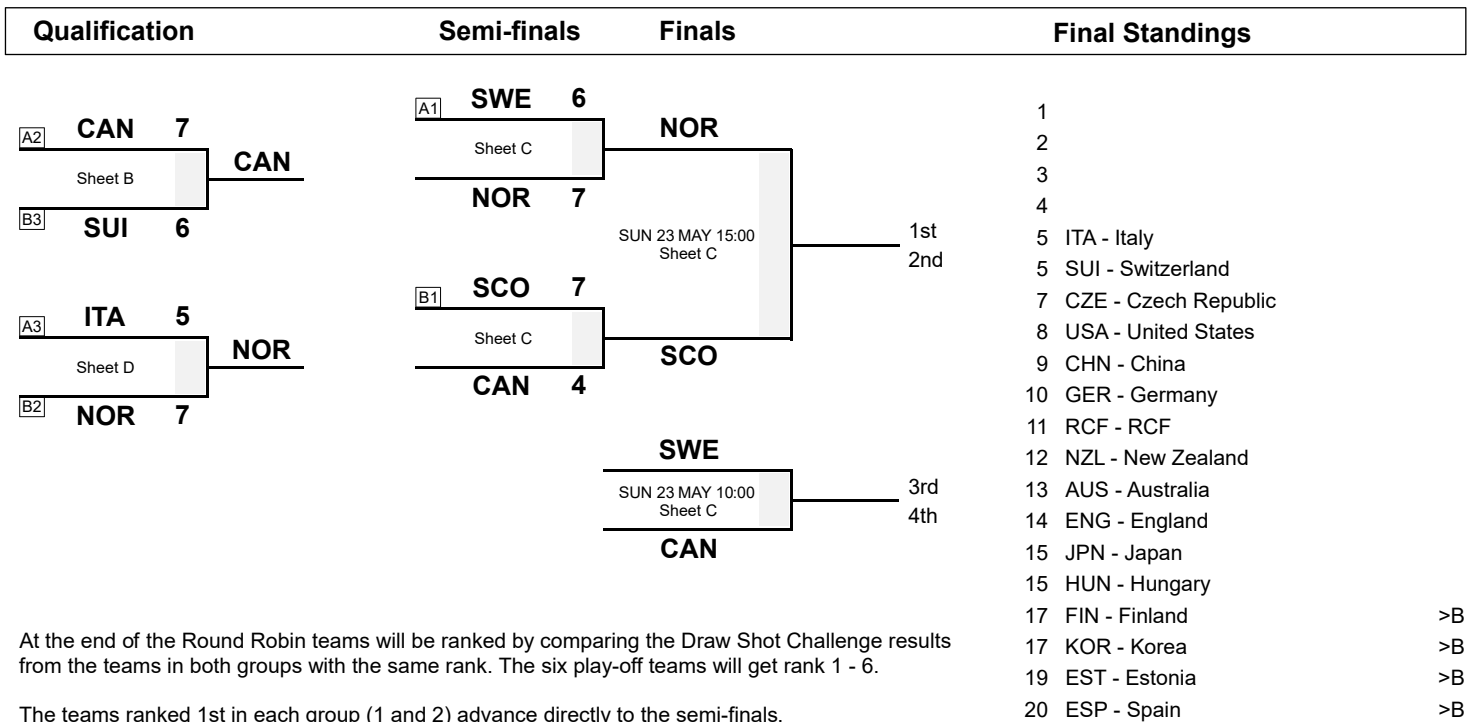 Qualification Semi-finals Finals Final Standings
A2 CAN 7
Sheet B
CAN
B3 SUI 6
A3 ITA 5
Sheet D
NOR
B2 NOR 7
A1 SWE 6
Sheet C
NOR 7
B1 SCO 7
Sheet C
CAN 4
NOR
SUN 23 MAY 15:00
Sheet C
SCO
1st
2nd
SWE
SUN 23 MAY 10:00
Sheet C
CAN
3rd
4th
1
2
3
4
5 ITA - Italy
5 SUI - Switzerland
7 CZE - Czech Republic
8 USA - United States
9 CHN - China
10 GER - Germany
11 RCF - RCF
12 NZL - New Zealand
13 AUS - Australia
14 ENG - England
15 JPN - Japan
15 HUN - Hungary
17 FIN - Finland >B
17 KOR - Korea >B
19 EST - Estonia >B
20 ESP - Spain >B
At the end of the Round Robin teams will be ranked by comparing the Draw Shot Challenge results
from the teams in both groups with the same rank. The six play-off teams will get rank 1 - 6.
The teams ranked 1st in each group (1 and 2) advance directly to the semi-finals.